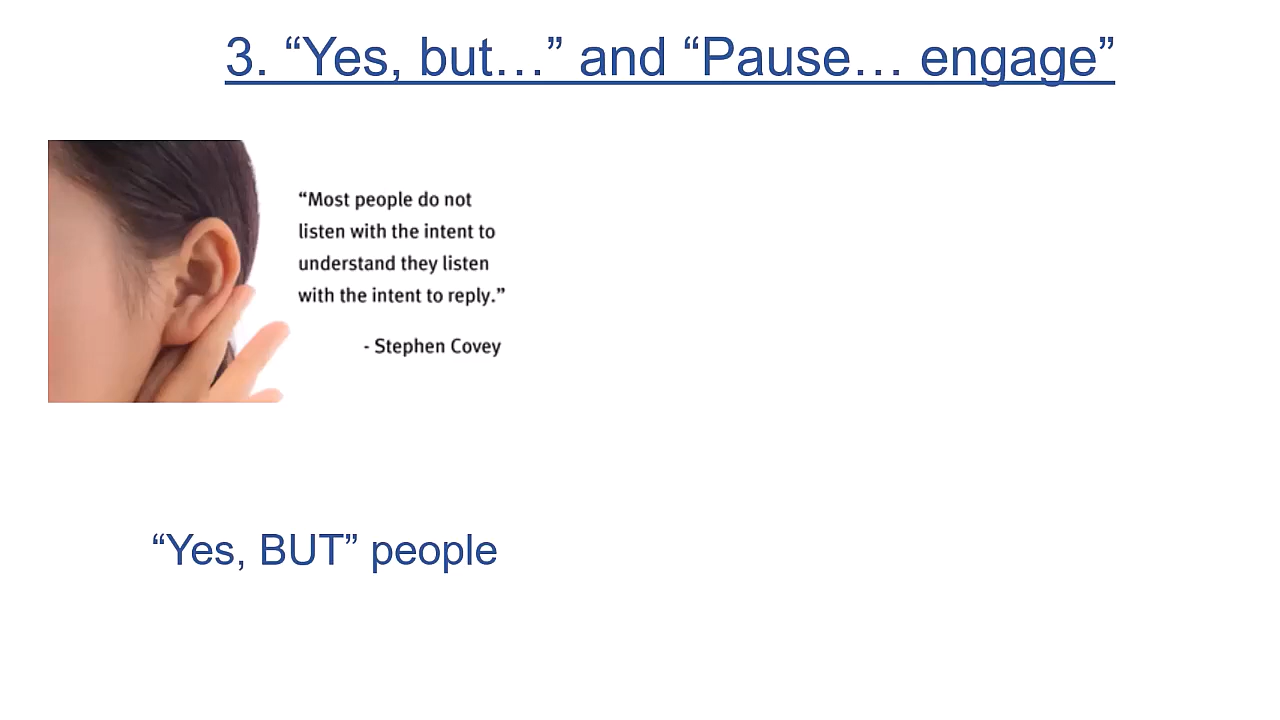 3. “Yes, but…” and “Pause… engage”
“Most people do not
listen with the intent to
understand they listen
with the intent to reply.”
- Stephen Covey
“Yes, BUT” people